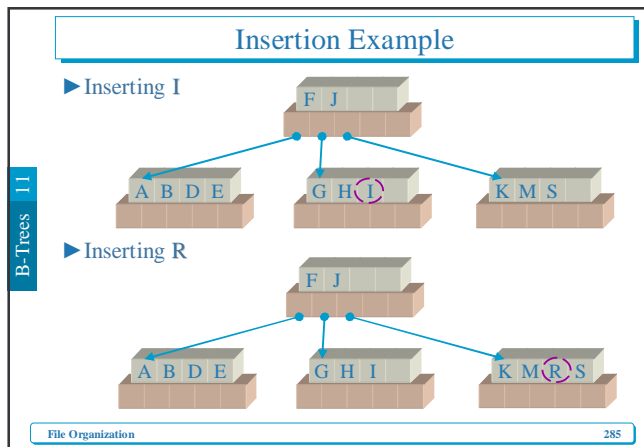 Insertion Example
►Inserting I
F J
A B D E G H I K M S
B-Trees 11
►Inserting R
F J
A B D E G H I K M R S
File Organization 285